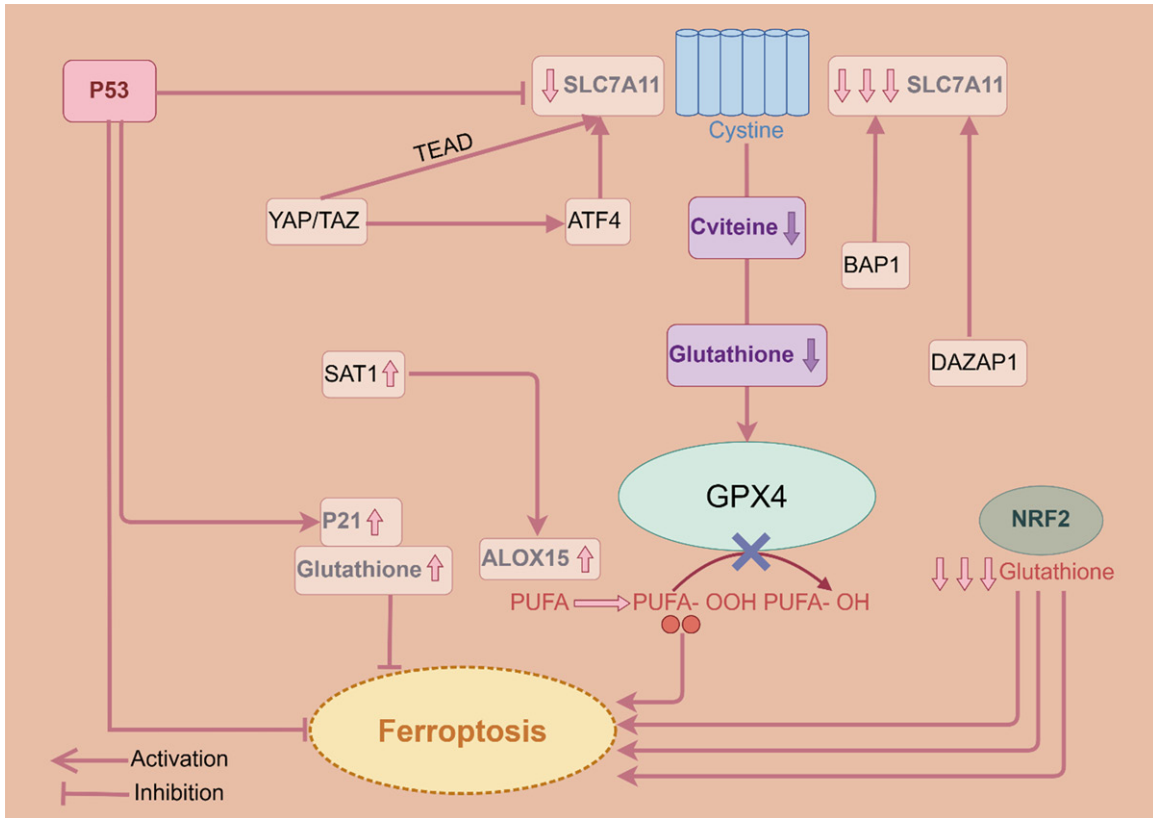 P53
SLC7A11
SLC7A11
Cystine
TEAD
YAP/TAZ
ATF4
Cviteine
BAP1
Glutathione
DAZAP1
SAT1
GPX4
P21
NRF2
Glutathione
ALOX15
Glutathione
PUFA
PUFA- OOH
PUFA- OH
Ferroptosis
Activation
Inhibition